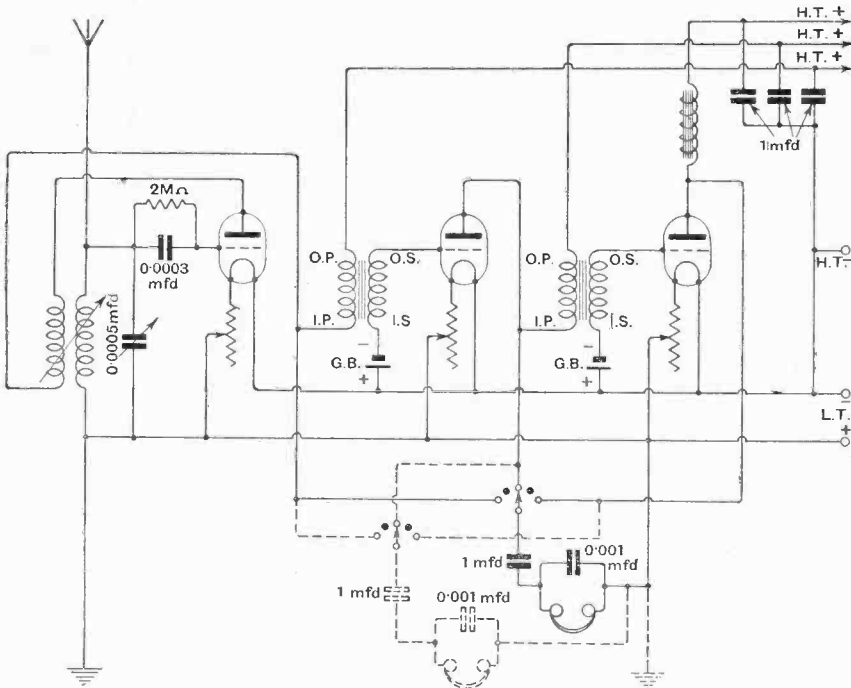 H.T. +
H.T. +
H.T. +
1mfd
2MΩ
0·0003
mfd
O.P.
O.S.
O.P.
O.S.
H.T.-
0·0005mfd
I.P.
I.S
I.P.
I.S.
-
G.B.
+
-
G.B.
+
-
L.T.
+
1 mfd
0·001
mfd
1 mfd
0·001 mfd